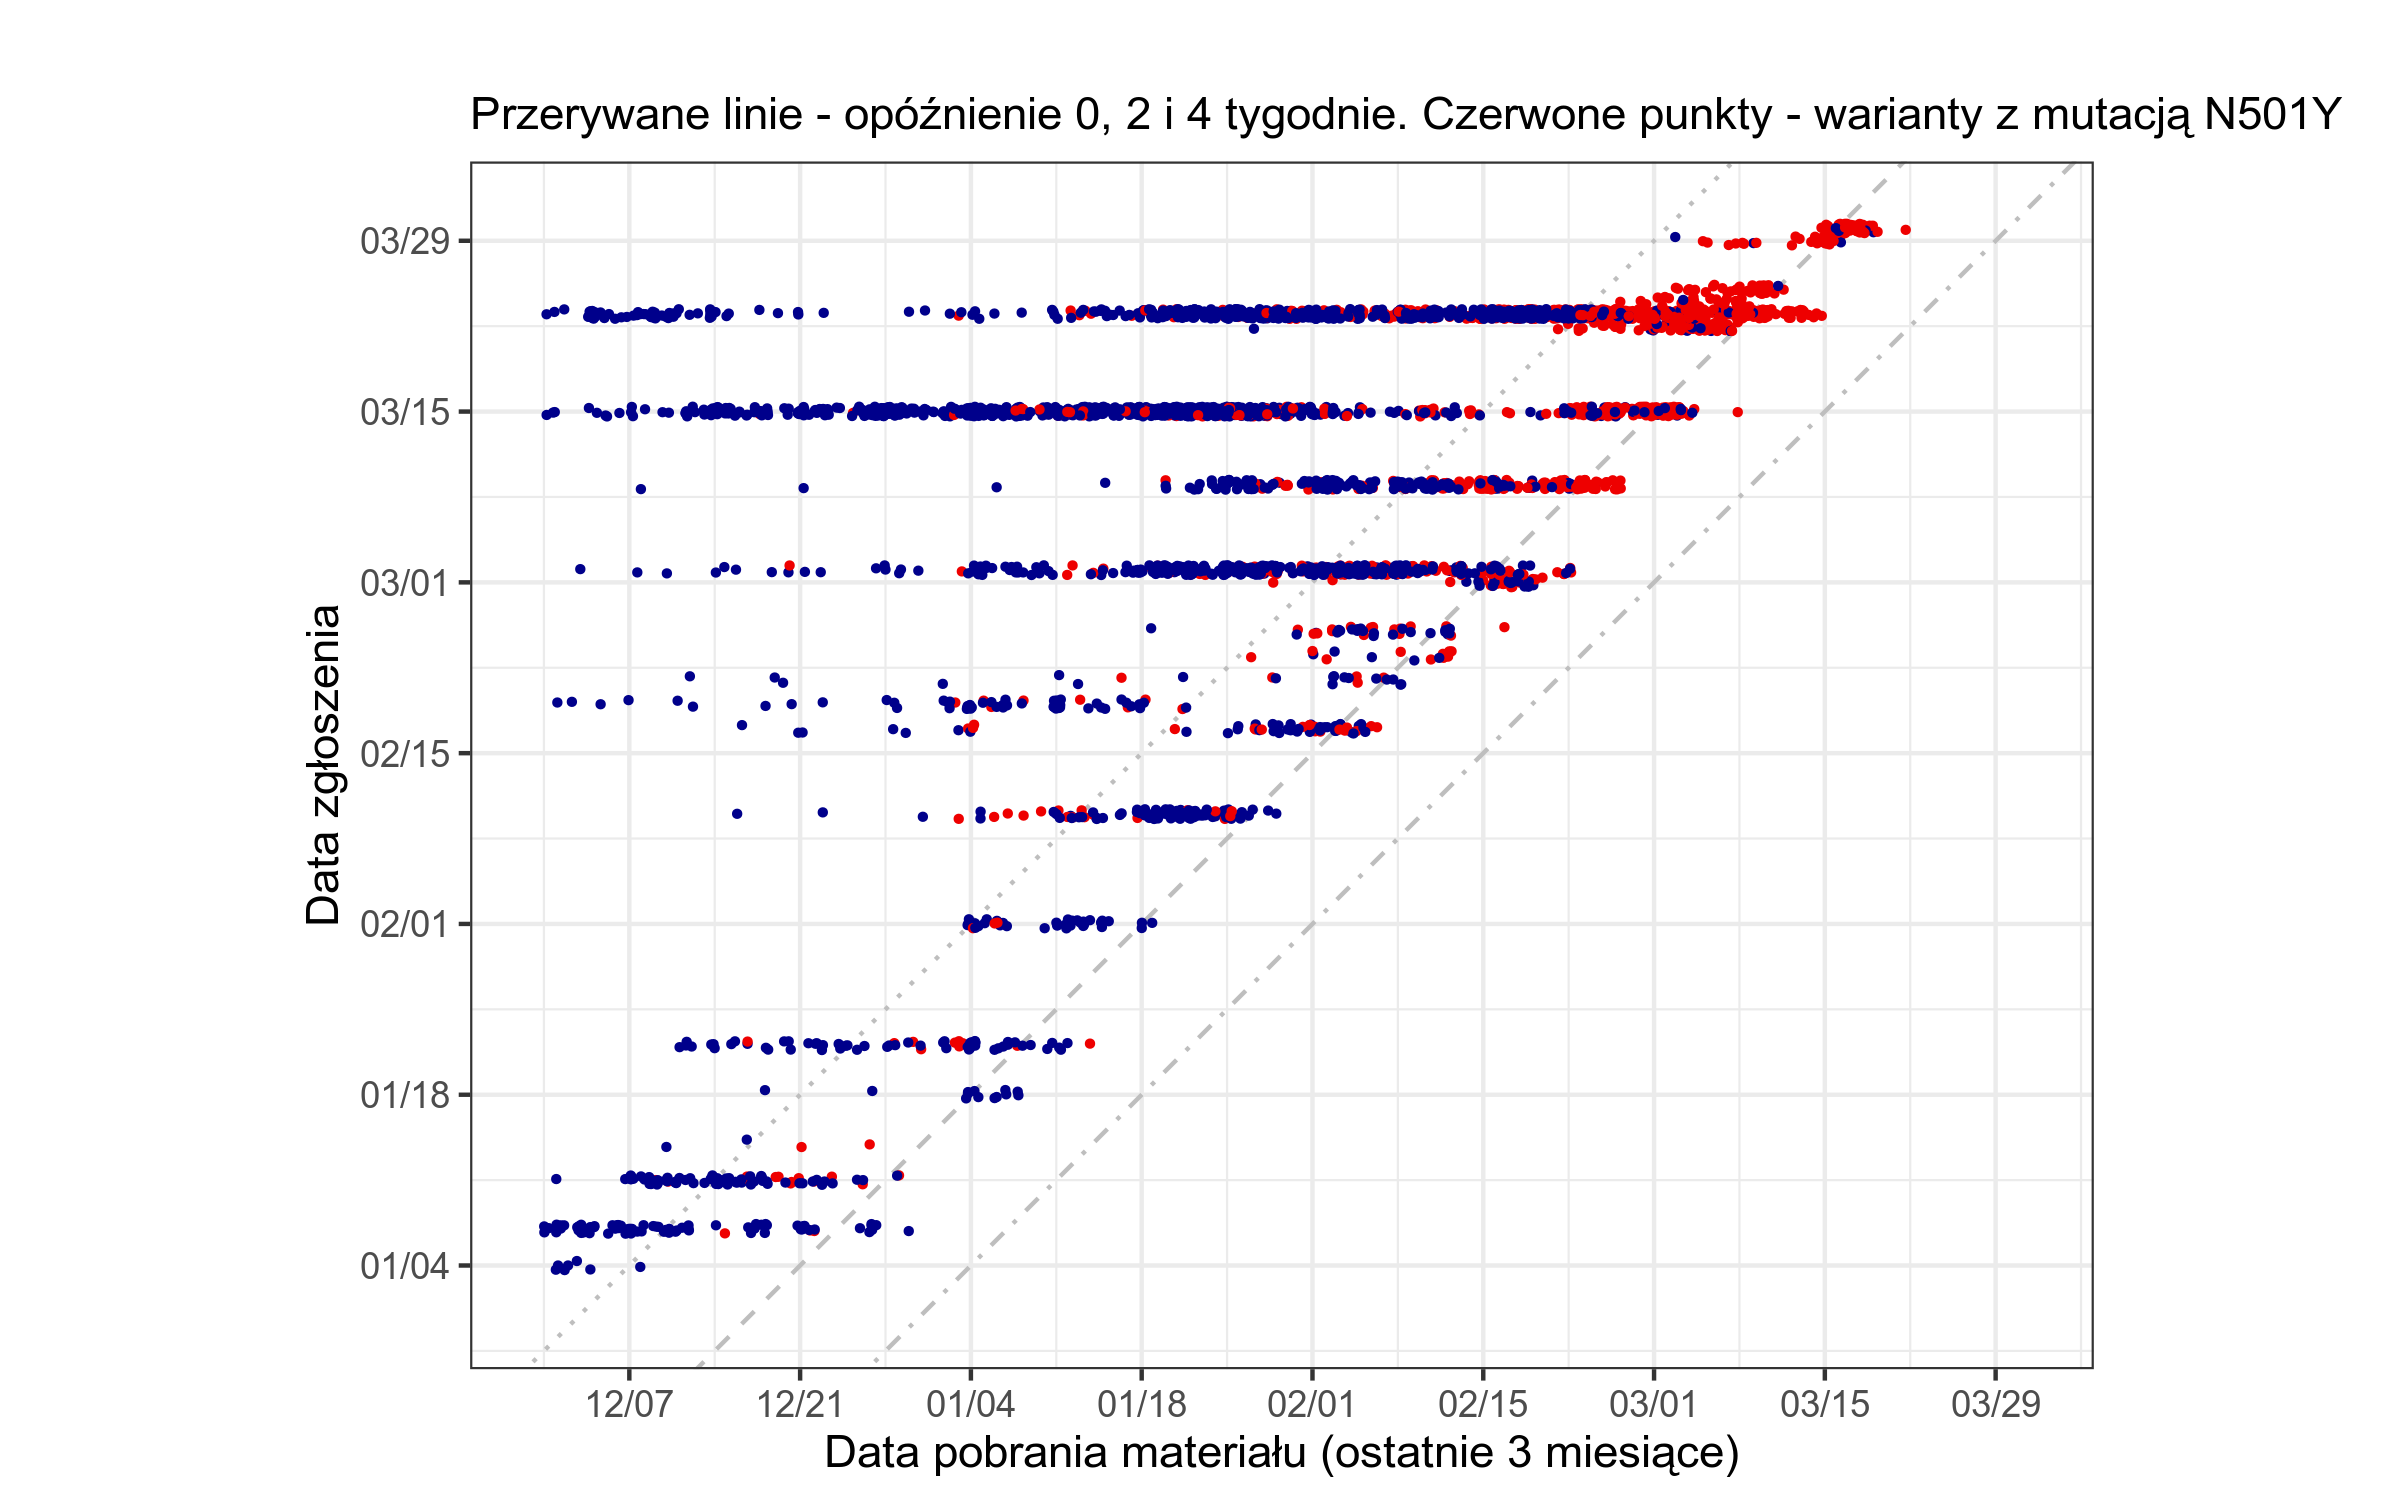 Przerywane linie - opóźnienie 0, 2 i 4 tygodnie. Czerwone punkty - warianty z mutacją N501Y
Data zgłoszenia
03/29
03/15
03/01
02/15
02/01
01/18
01/04
12/07 12/21 01/04 01/18 02/01 02/15 03/01 03/15 03/29
Data pobrania materiału (ostatnie 3 miesiące)